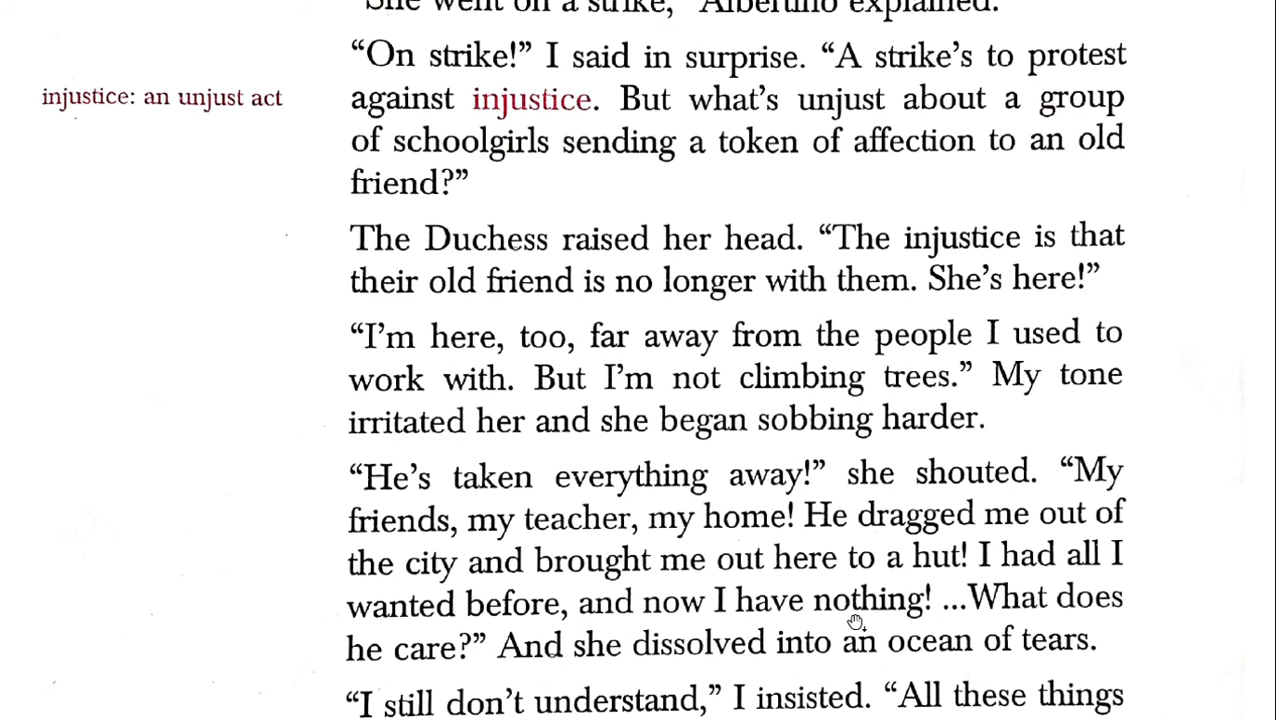 "She went on a strike," Albertino explained.
"On strike!" I said in surprise. "A strike's to protest
injustice: an unjust act
against injustice. But what's unjust about a group
of schoolgirls sending a token of affection to an old
friend?"
The Duchess raised her head. "The injustice is that
their old friend is no longer with them. She's here!"
"I'm here, too, far away from the people I used to
work with. But I'm not climbing trees." My tone
irritated her and she began sobbing harder.
"He's taken everything away!" she shouted. "My
friends, my teacher, my home! He dragged me out of
the city and brought me out here to a hut! I had all I
wanted before, and now I have nothing! ...What does
he care?" And she dissolved into an ocean of tears.
"I still don't understand," I insisted. "All these things